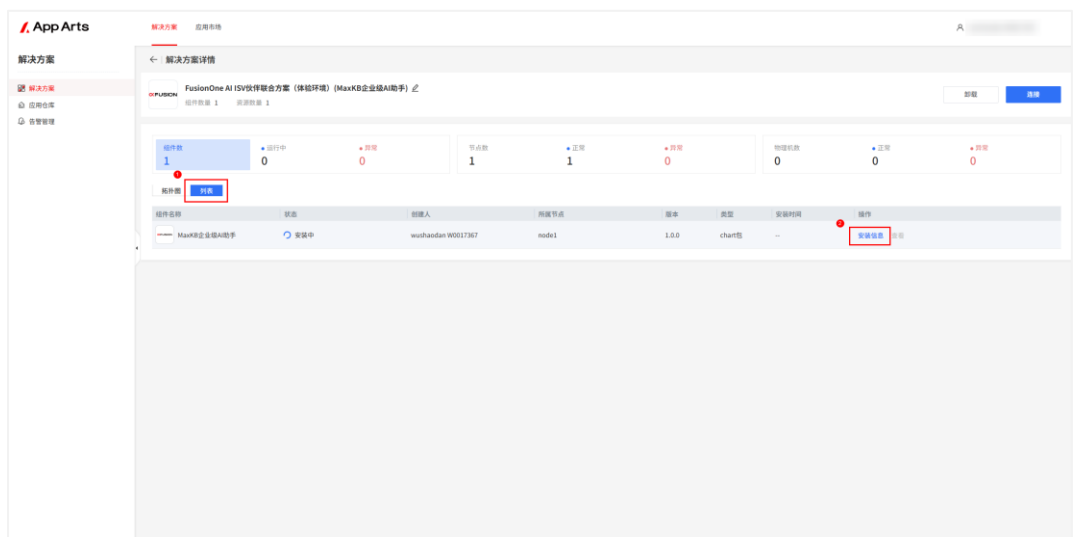 App Arts
解决方案
应用市场
解决方案
解决方案
应用仓库
告警管理
解决方案详情
FUSION
FusionOne AI ISV伙伴联合方案（体验环境）(MaxKB企业级AI助手)
组件数量 1 资源数量 1
卸载
连接
组件数 运行中 异常 节点数 正常 异常 物理机数 正常 异常
1 0 0 1 1 0 0 0 0
1
拓扑图 列表
组件名称 状态 创建人 所属节点 版本 类型 安装时间 操作
2
MaxKB企业级AI助手 安装中 wushaodan W0017367 node1 1.0.0 chart包 -- 安装信息